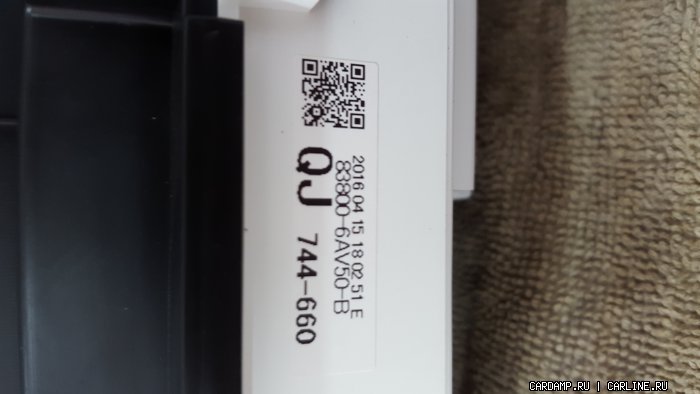 2016 04 15 18 02 51 E
83800-6AV50-B
QJ 744-660
CARDAMP.RU | CARLINE.RU